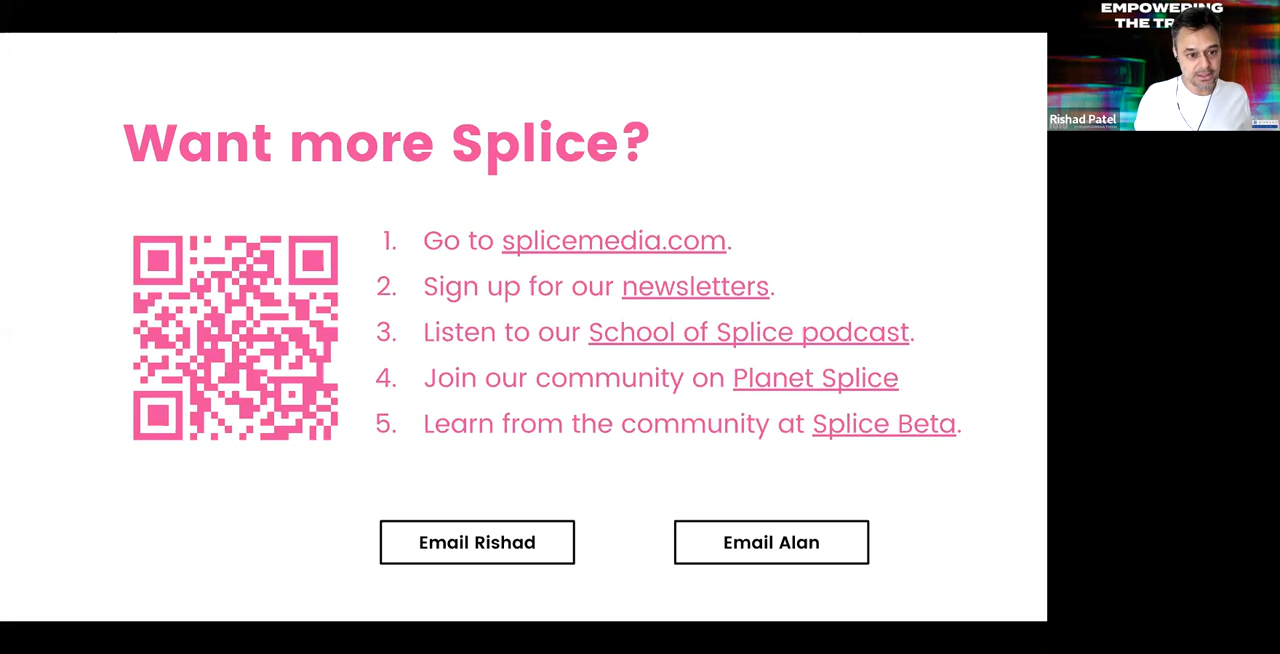 Want more Splice?
1. Go to splicemedia.com.
2. Sign up for our newsletters.
3. Listen to our School of Splice podcast.
4. Join our community on Planet Splice
5. Learn from the community at Splice Beta.
Email Rishad
Email Alan
EMPOWERING
THE
Rishad Patel